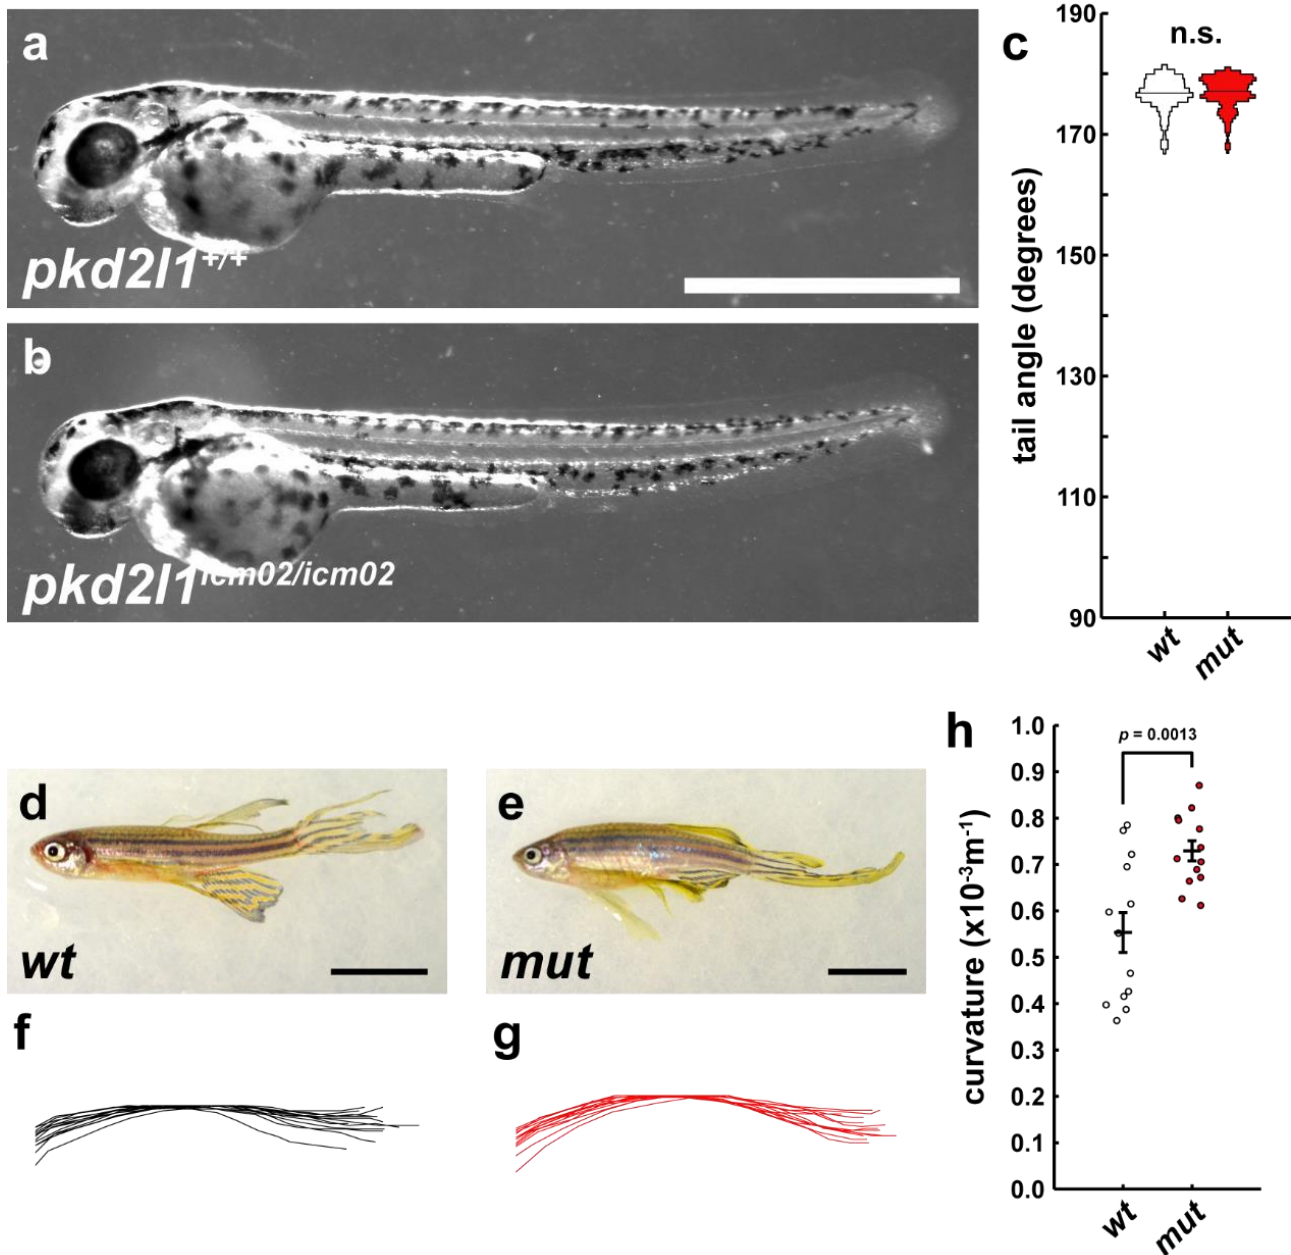 a
pkd2l1+/+
b
pkd2l1icm02/icm02
c
n.s.
190
170
150
130
110
90
tail angle (degrees)
wt
mut
d
wt
e
mut
f
g
h
p = 0.0013
1.0
0.9
0.8
0.7
0.6
0.5
0.4
0.3
0.2
0.1
0.0
curvature (x10-3m-1)
wt
mut